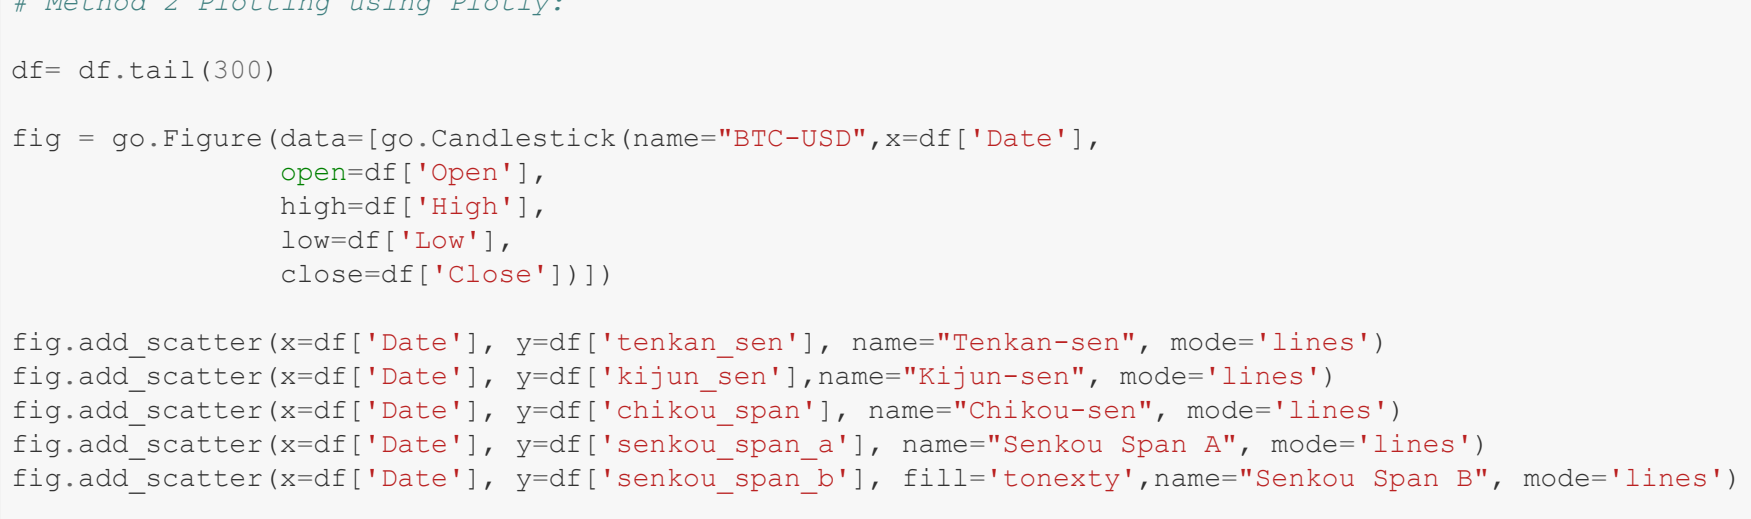 # Method 2 Plotting using Plotly:
df= df.tail(300)
fig = go.Figure(data=[go.Candlestick(name="BTC-USD",x=df['Date'],
open=df['Open'],
high=df['High'],
low=df['Low'],
close=df['Close'])])
fig.add_scatter(x=df['Date'], y=df['tenkan_sen'], name="Tenkan-sen", mode='lines')
fig.add_scatter(x=df['Date'], y=df['kijun_sen'],name="Kijun-sen", mode='lines')
fig.add_scatter(x=df['Date'], y=df['chikou_span'], name="Chikou-sen", mode='lines')
fig.add_scatter(x=df['Date'], y=df['senkou_span_a'], name="Senkou Span A", mode='lines')
fig.add_scatter(x=df['Date'], y=df['senkou_span_b'], fill='tonexty',name="Senkou Span B", mode='lines')